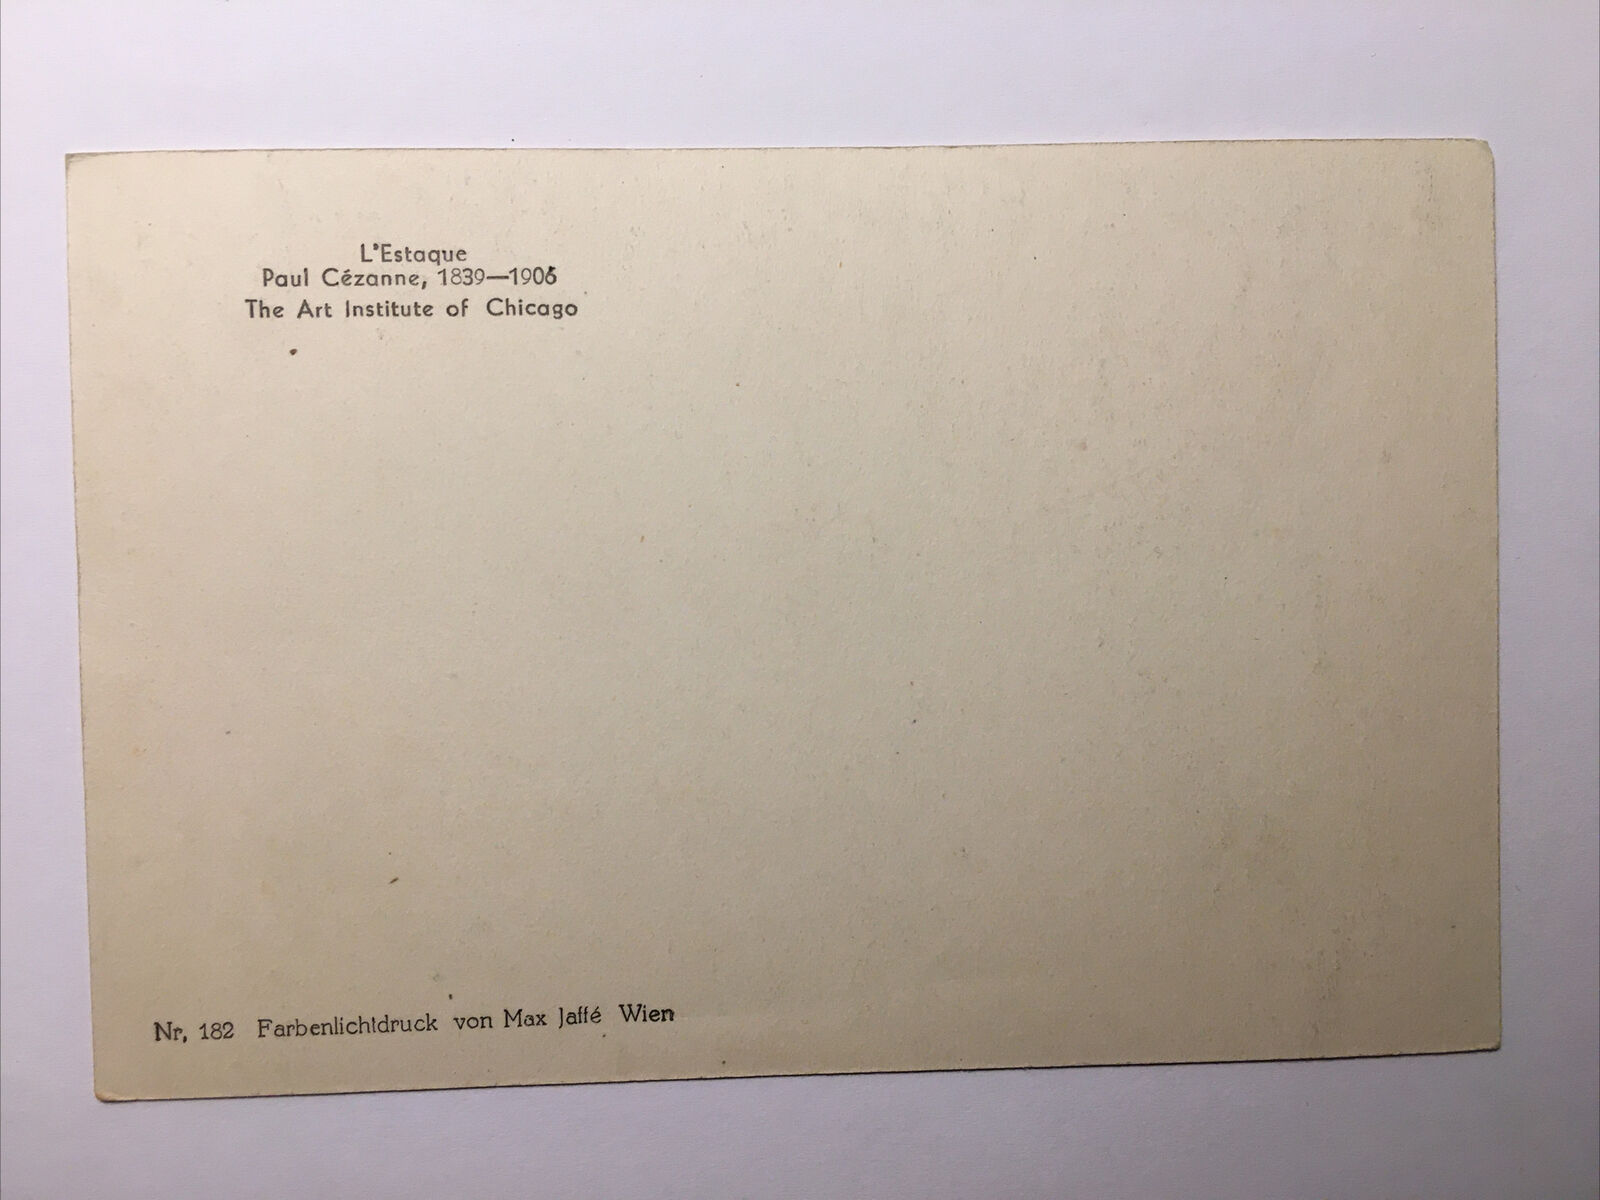 L'Estaque
Paul Cézanne, 1839—1906
The Art Institute of Chicago
Nr, 182 Farbenlichtdruck von Max Jaffé Wien